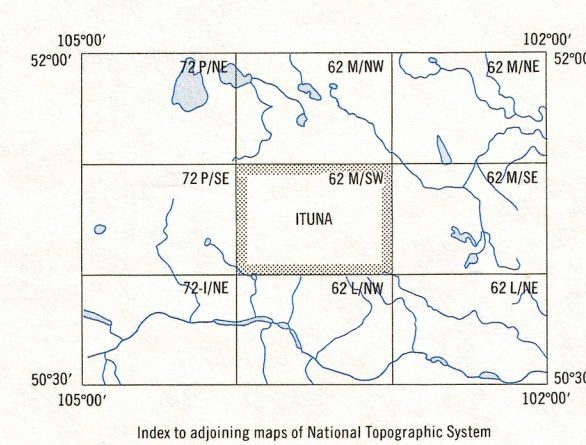 105°00′ 102°00′
52°00′ 52°00
72 P/NE 62 M/NW 62 M/NE
72 P/SE 62 M/SW 62 M/SE
ITUNA
72-I/NE 62 L/NW 62 L/NE
50°30′ 50°30
105°00′ 102°00′
Index to adjoining maps of National Topographic System